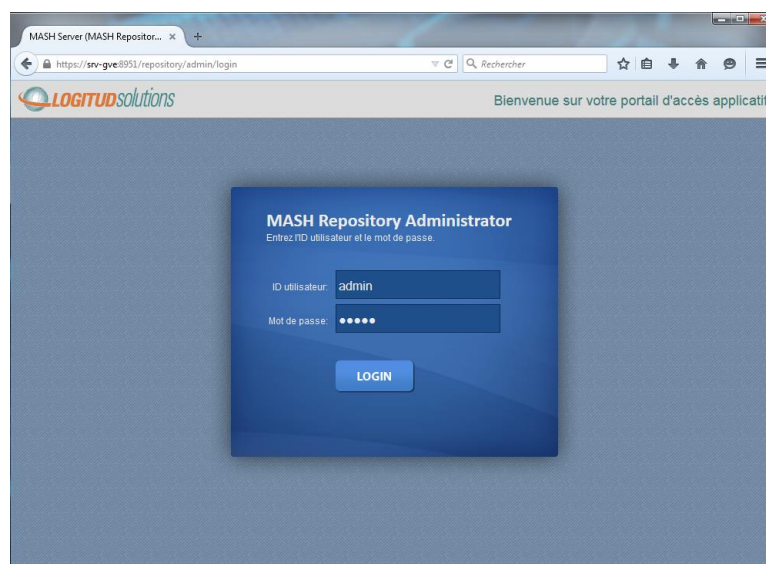 MASH Server (MASH Repositor...
https://srv-gve:8951/repository/admin/login
Rechercher
LOGITUDsolutions
Bienvenue sur votre portail d'accès applicatif
MASH Repository Administrator
Entrez l'ID utilisateur et le mot de passe.
ID utilisateur: admin
Mot de passe: ●●●●●
LOGIN